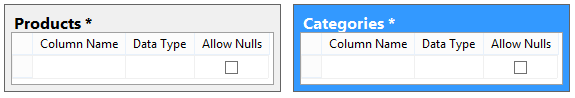 Products *
Column Name Data Type Allow Nulls
Categories *
Column Name Data Type Allow Nulls